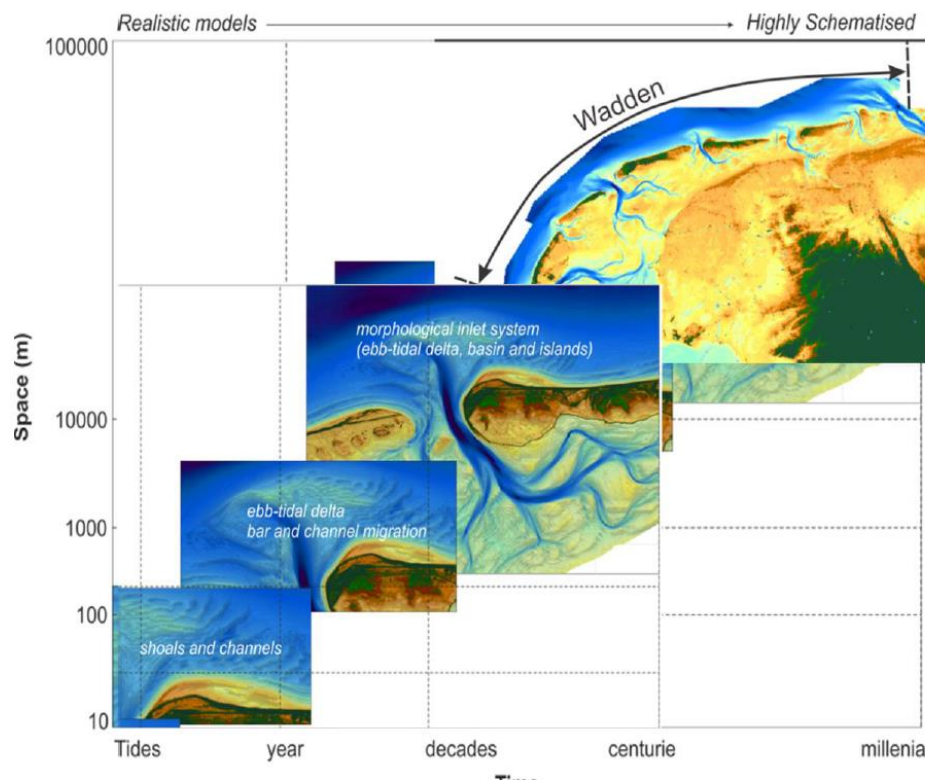 Realistic models
Highly Schematised
100000
Wadden
Space (m)
morphological inlet system
(ebb-tidal delta, basin and islands)
10000
ebb-tidal delta
bar and channel migration
1000
100
shoals and channels
10
Tides
year
decades
centurie
millenia